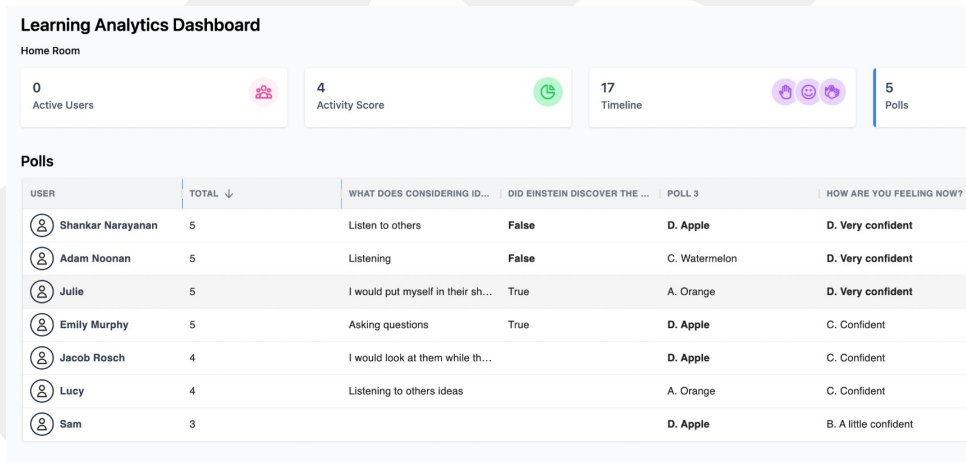 Learning Analytics Dashboard
Home Room
0
Active Users
4
Activity Score
17
Timeline
5
Polls
Polls
USER TOTAL ↓ WHAT DOES CONSIDERING ID... DID EINSTEIN DISCOVER THE ... POLL 3 HOW ARE YOU FEELING NOW?
Shankar Narayanan 5 Listen to others False D. Apple D. Very confident
Adam Noonan 5 Listening False C. Watermelon D. Very confident
Julie 5 I would put myself in their sh... True A. Orange D. Very confident
Emily Murphy 5 Asking questions True D. Apple C. Confident
Jacob Rosch 4 I would look at them while th... D. Apple C. Confident
Lucy 4 Listening to others ideas A. Orange C. Confident
Sam 3 D. Apple B. A little confident